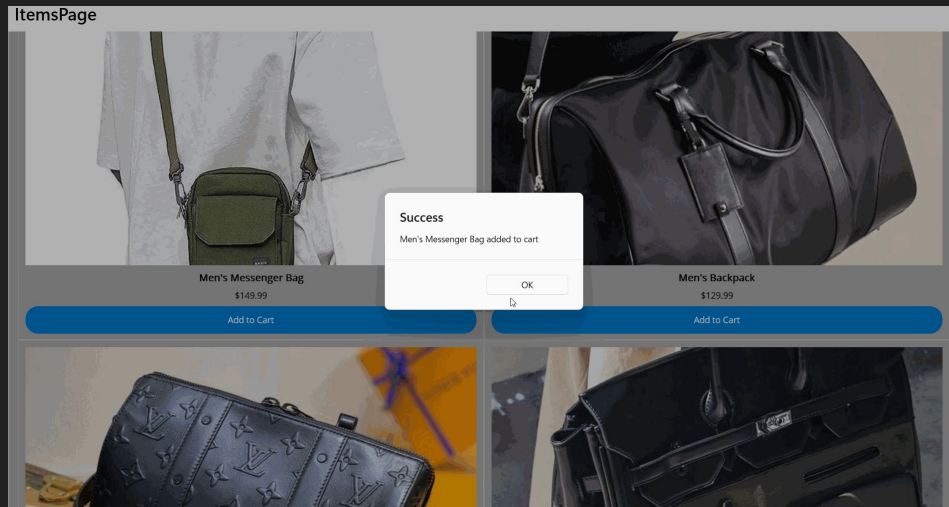 ItemsPage
Success
Men's Messenger Bag added to cart
OK
Men's Messenger Bag
Men's Backpack
$149.99
$129.99
Add to Cart
Add to Cart